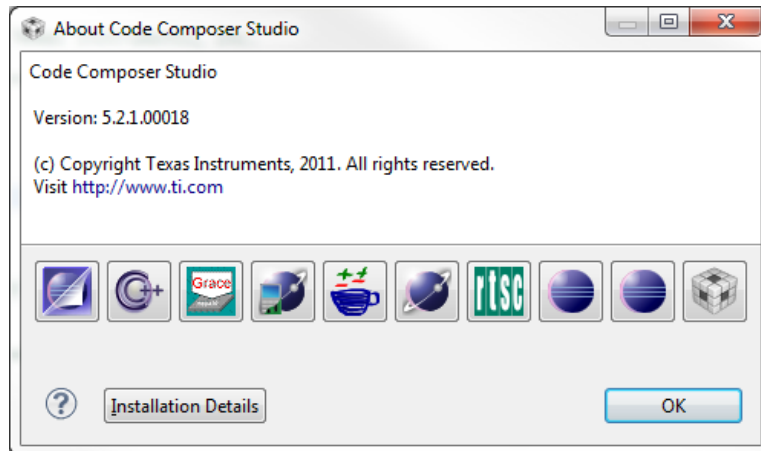 About Code Composer Studio
Code Composer Studio
Version: 5.2.1.00018
(c) Copyright Texas Instruments, 2011. All rights reserved.
Visit http://www.ti.com
C++
Grace
rtsc
?
Installation Details
OK